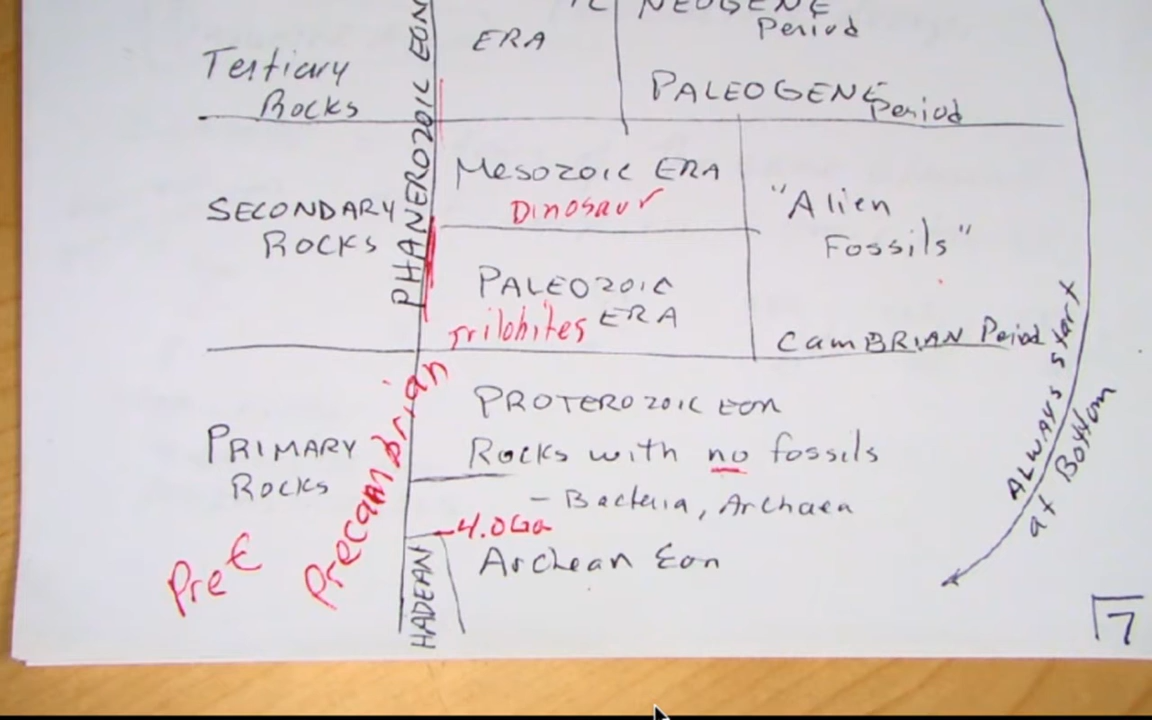 NEOGENE
Period
ERA
Tertiary
Rocks
PALEOGENE Period
PHANEROZOIC EON
Mesozoic ERA
Dinosaur
SECONDARY
ROCKS
"Alien
Fossils"
PALEOZOIC
ERA
Trilobites
CAMBRIAN Period
PROTEROZOIC EON
PRIMARY
ROCKS
Rocks with no fossils
- Bacteria, Archaea
Precambrian
4.0Ga
Pre€
HADEAN
Archean Eon
ALWAYS start
at Bottom
7